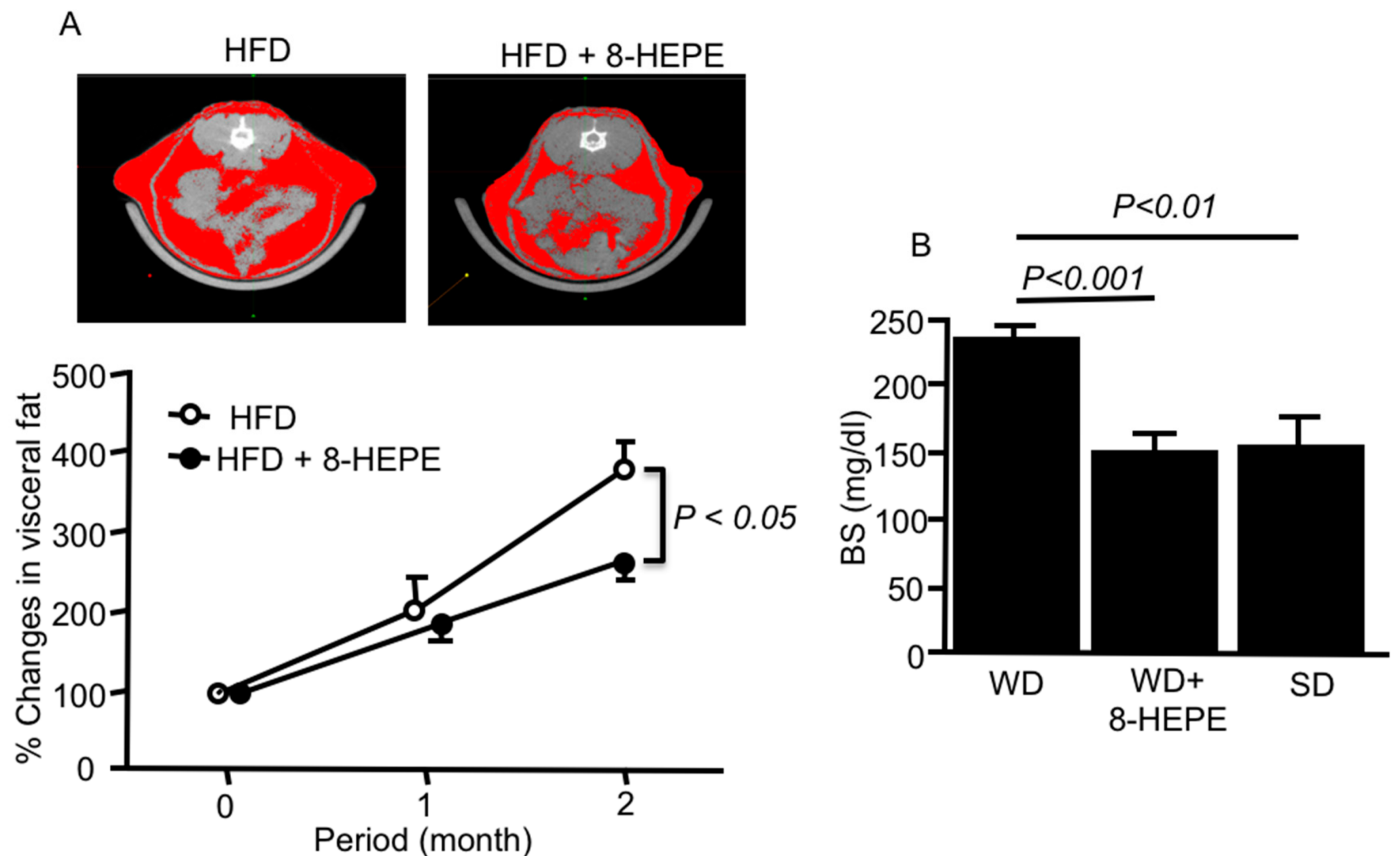 A
HFD
HFD + 8-HEPE
500
400
300
200
100
0
% Changes in visceral fat
HFD
HFD + 8-HEPE
P < 0.05
0
1
2
Period (month)
B
P<0.01
P<0.001
250
200
150
100
50
0
BS (mg/dl)
WD
WD+
8-HEPE
SD